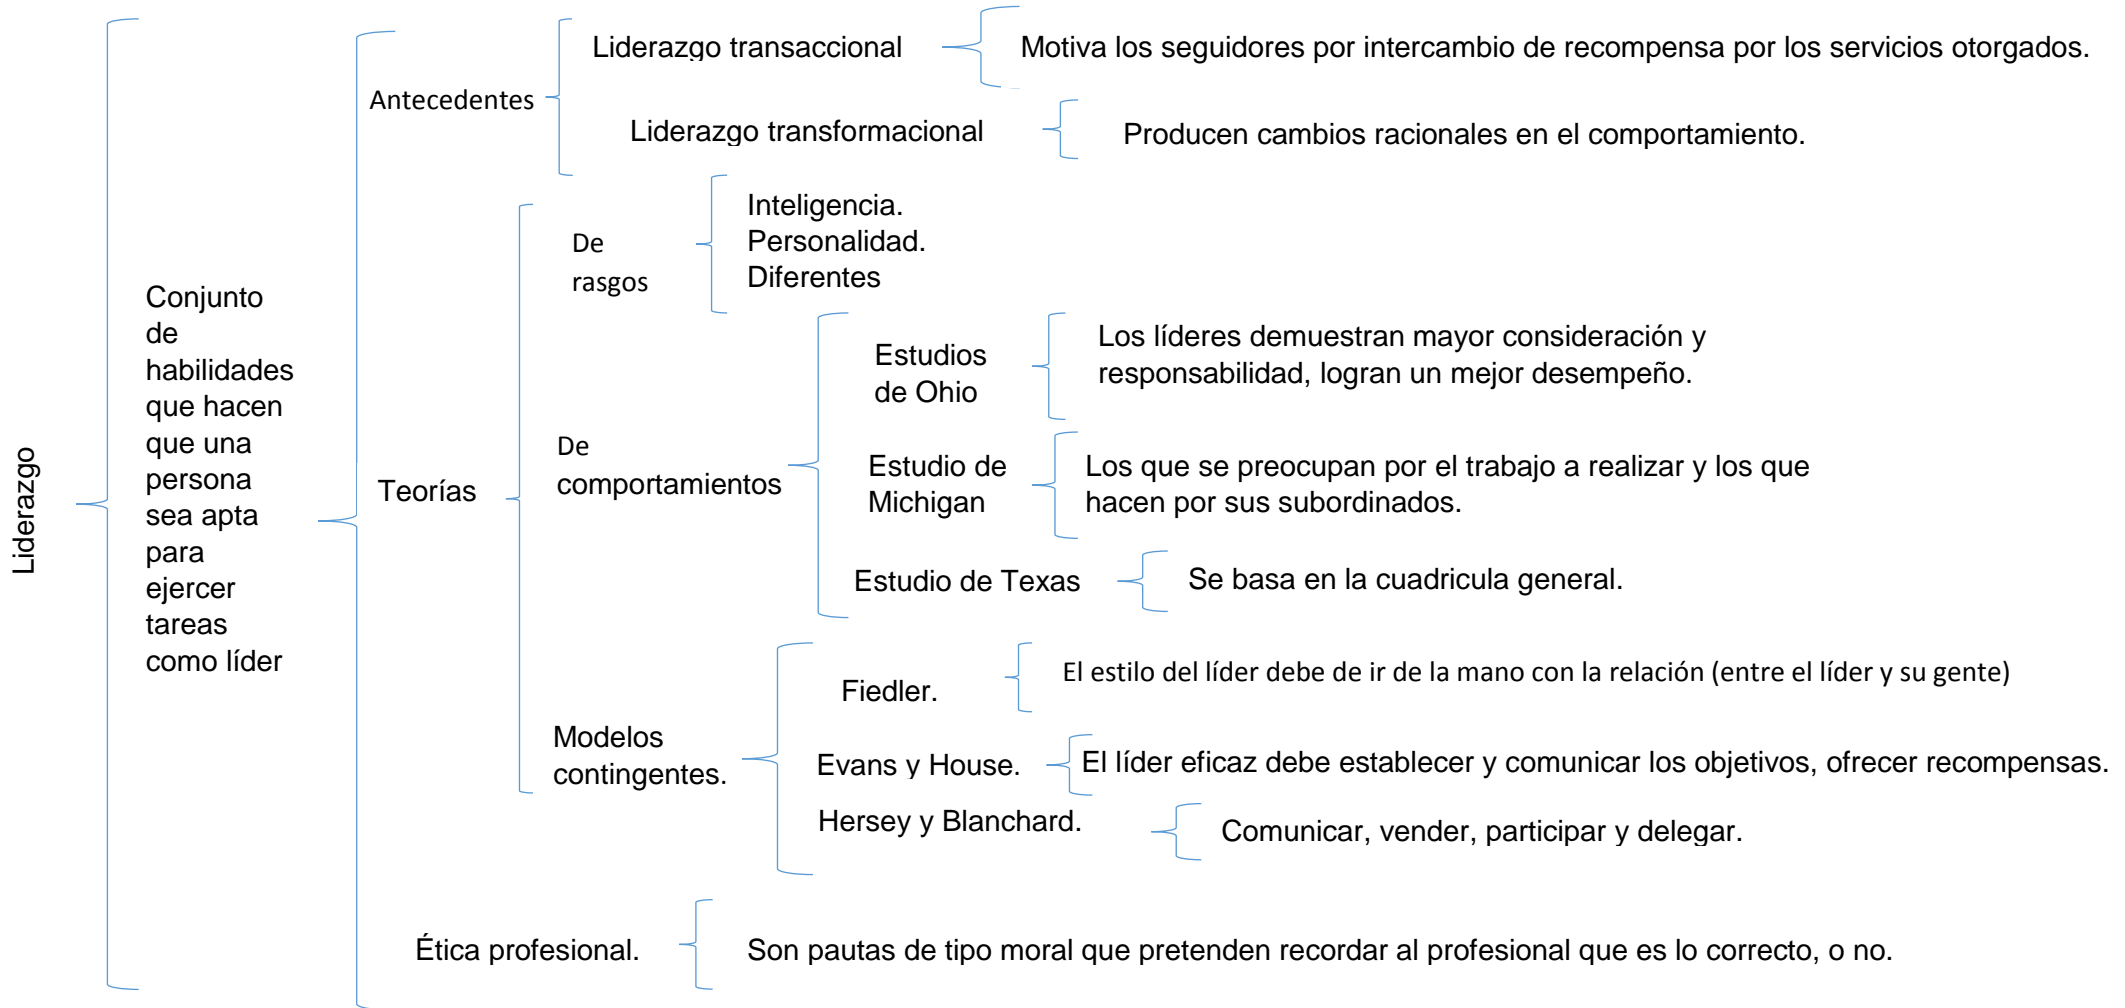 Liderazgo
Conjunto
de
habilidades
que hacen
que una
persona
sea apta
para
ejercer
tareas
como líder
Antecedentes
Liderazgo transaccional
Motiva los seguidores por intercambio de recompensa por los servicios otorgados.
Liderazgo transformacional
Producen cambios racionales en el comportamiento.
Teorías
De
rasgos
Inteligencia.
Personalidad.
Diferentes
De
comportamientos
Estudios
de Ohio
Los líderes demuestran mayor consideración y
responsabilidad, logran un mejor desempeño.
Estudio de
Michigan
Los que se preocupan por el trabajo a realizar y los que
hacen por sus subordinados.
Estudio de Texas
Se basa en la cuadricula general.
Modelos
contingentes.
Fiedler.
El estilo del líder debe de ir de la mano con la relación (entre el líder y su gente)
Evans y House.
El líder eficaz debe establecer y comunicar los objetivos, ofrecer recompensas.
Hersey y Blanchard.
Comunicar, vender, participar y delegar.
Ética profesional.
Son pautas de tipo moral que pretenden recordar al profesional que es lo correcto, o no.